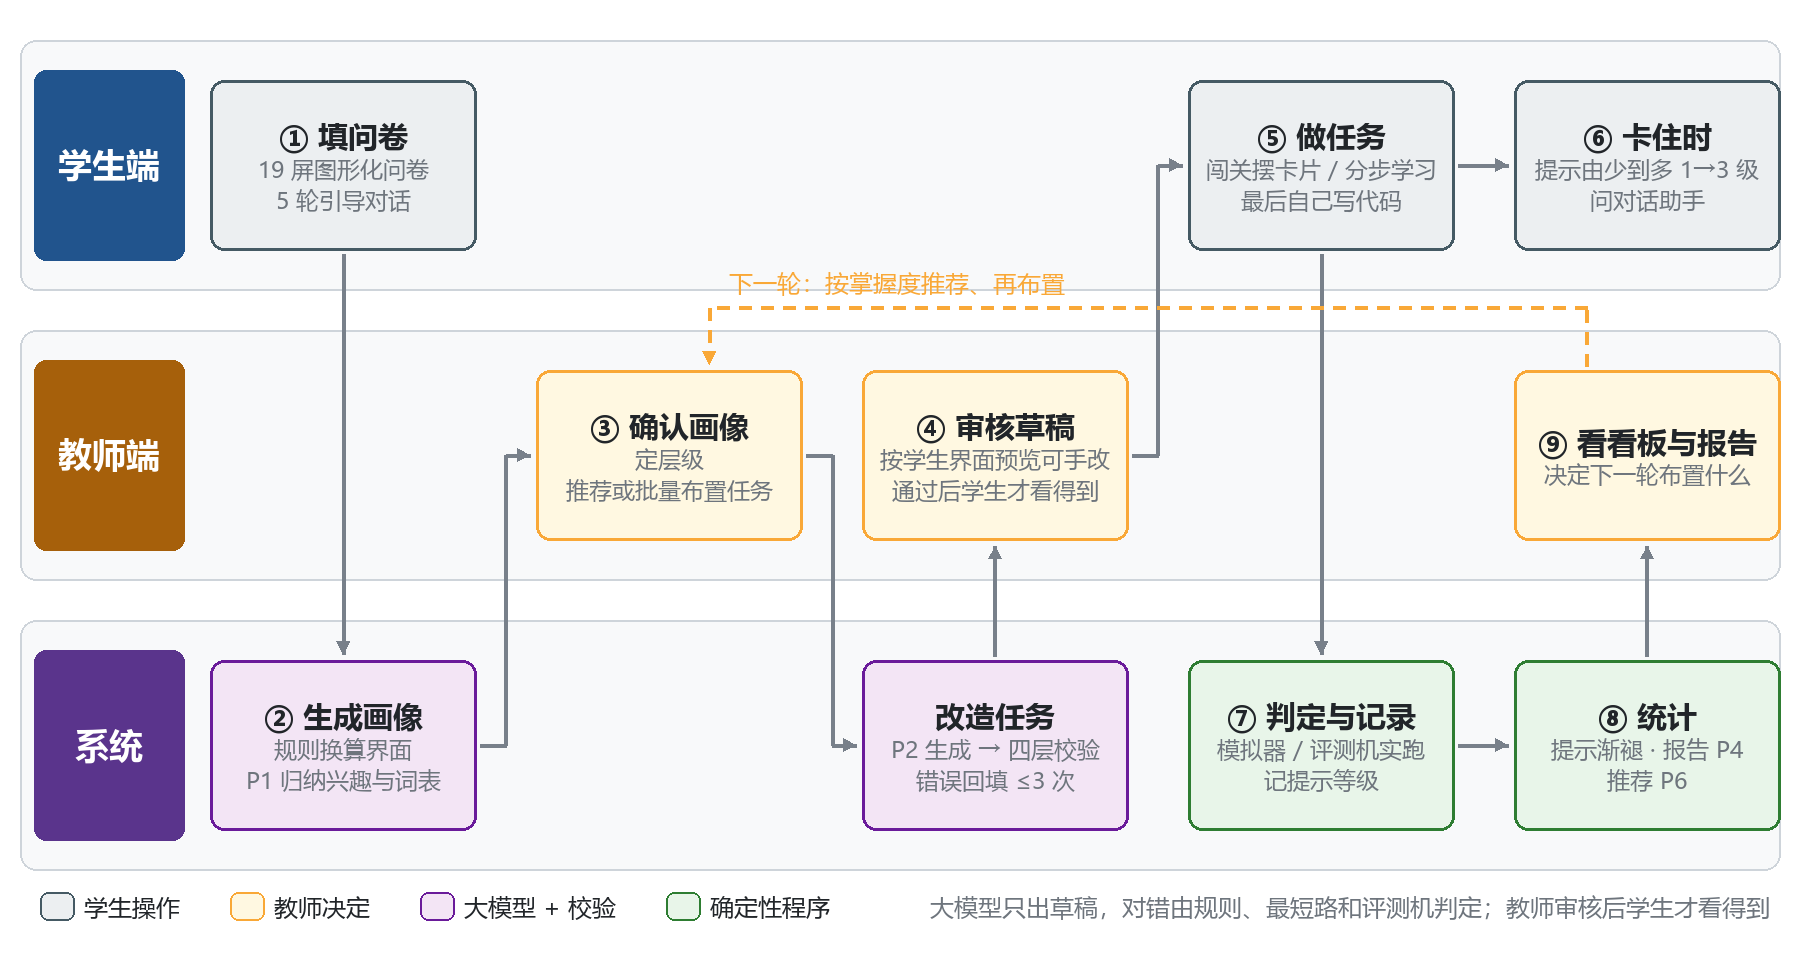 学生端
① 填问卷
19 屏图形化问卷
5 轮引导对话
⑤ 做任务
闯关摆卡片 / 分步学习
最后自己写代码
⑥ 卡住时
提示由少到多 1→3 级
问对话助手
下一轮：按掌握度推荐、再布置
教师端
③ 确认画像
定层级
推荐或批量布置任务
④ 审核草稿
按学生界面预览可手改
通过后学生才看得到
⑨ 看看板与报告
决定下一轮布置什么
系统
② 生成画像
规则换算界面
P1 归纳兴趣与词表
改造任务
P2 生成 → 四层校验
错误回填 ≤3 次
⑦ 判定与记录
模拟器 / 评测机实跑
记提示等级
⑧ 统计
提示渐褪 · 报告 P4
推荐 P6
学生操作
教师决定
大模型 + 校验
确定性程序
大模型只出草稿，对错由规则、最短路和评测机判定；教师审核后学生才看得到